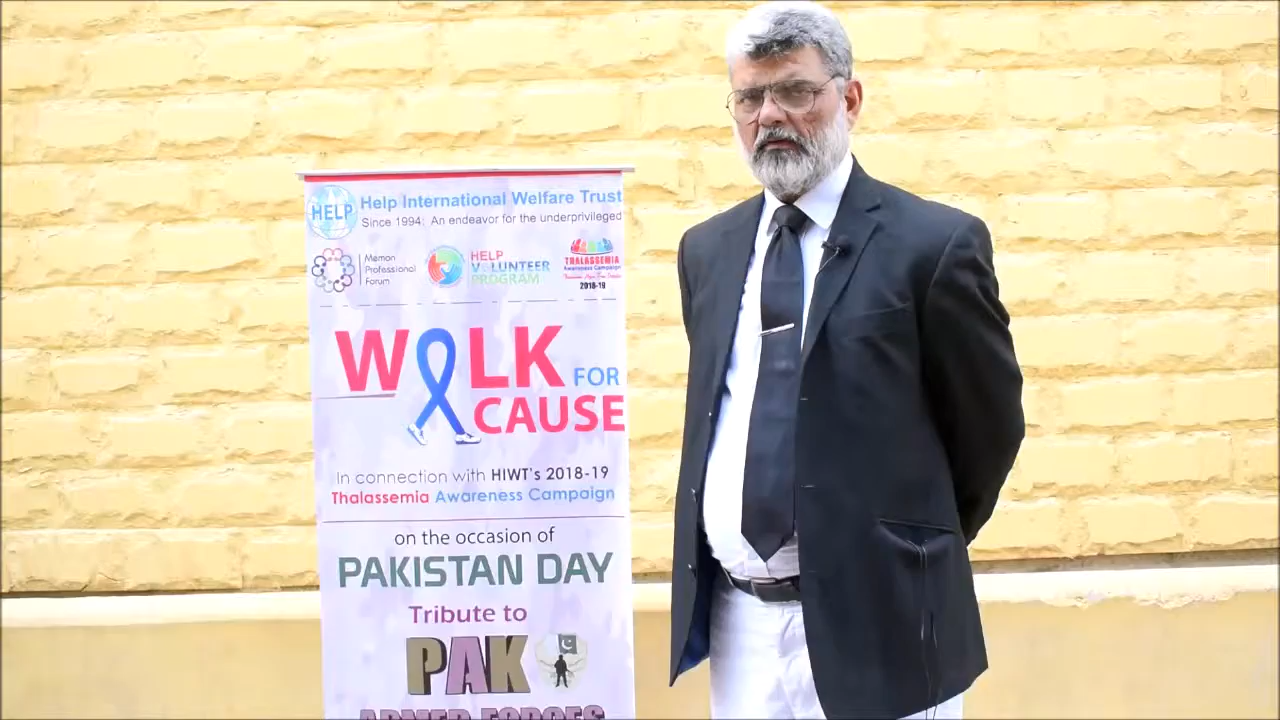 HELP
Help International Welfare Trust
Since 1994: An endeavor for the underprivileged
Memon
Professional
Forum
HELP
VOLUNTEER
PROGRAM
THALASSEMIA
Awareness Campaign
2018-19
WALK FOR
CAUSE
In connection with HIWT's 2018-19
Thalassemia Awareness Campaign
on the occasion of
PAKISTAN DAY
Tribute to
PAK
ARMED FORCES